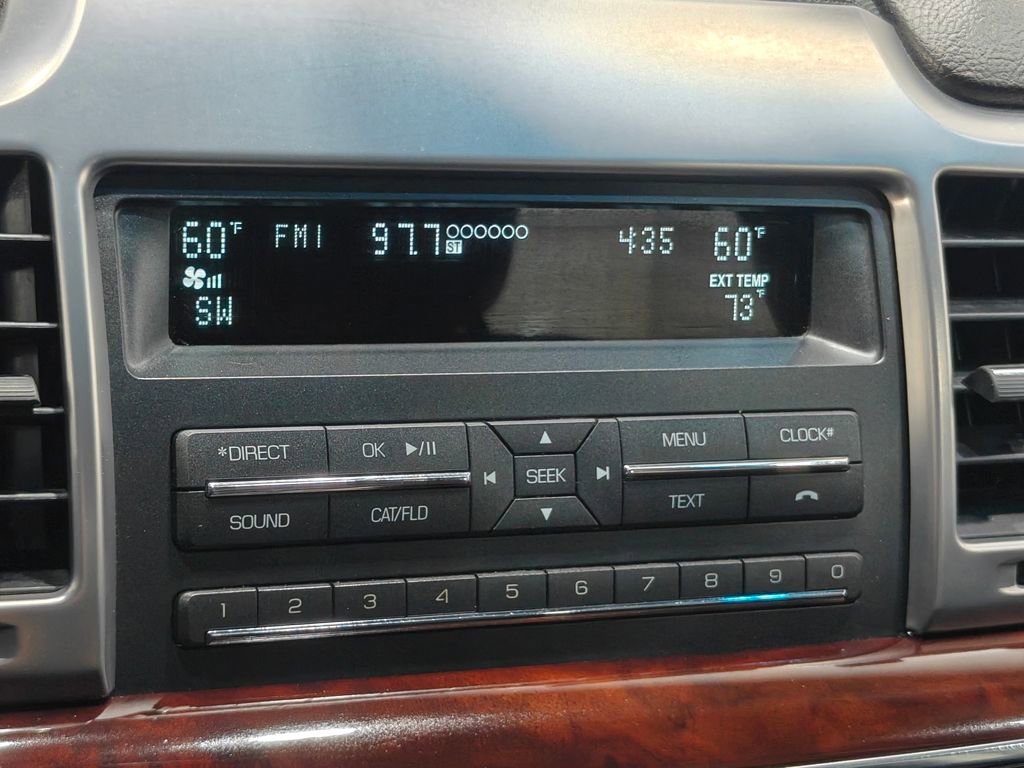 60°F FM1 97.7 ST 4:35 60°F
EXT TEMP
SW 73°F
*DIRECT OK ►/II MENU CLOCK#
SEEK
SOUND CAT/FLD TEXT
1 2 3 4 5 6 7 8 9 0